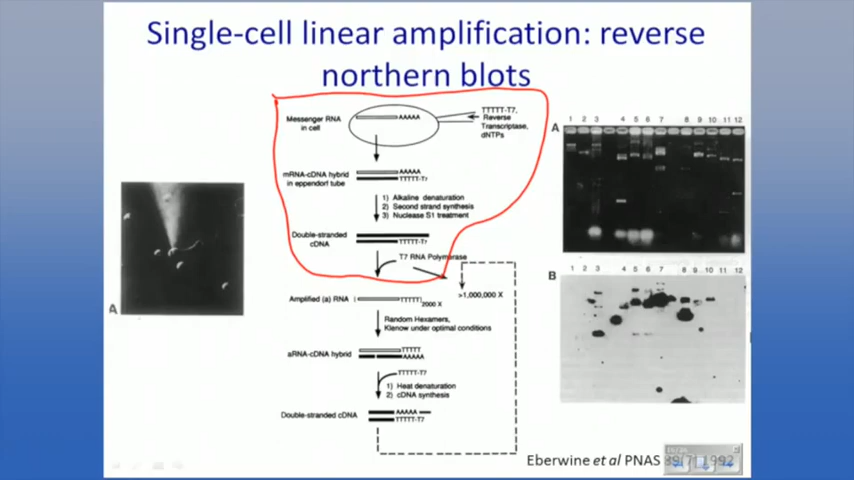 Single-cell linear amplification: reverse
northern blots
Messenger RNA
in cell
AAAAA
TTTTT-T7,
Reverse
Transcriptase,
dNTPs
mRNA-cDNA hybrid
in eppendorf tube
AAAAA
TTTTT-T7
1) Alkaline denaturation
2) Second strand synthesis
3) Nuclease S1 treatment
Double-stranded
cDNA
TTTTT-T7
T7 RNA Polymerase
Amplified (a) RNA
TTTTT
2000 X
>1,000,000 X
Random Hexamers,
Klenow under optimal conditions
aRNA-cDNA hybrid
TTTTT
AAAAA
TTTTT-T7
1) Heat denaturation
2) cDNA synthesis
Double-stranded cDNA
AAAAA
TTTTT-T7
A
A
1 2 3 4 5 6 7 8 9 10 11 12
B
1 2 3 4 5 6 7 8 9 10 11 12
Eberwine et al PNAS 1992